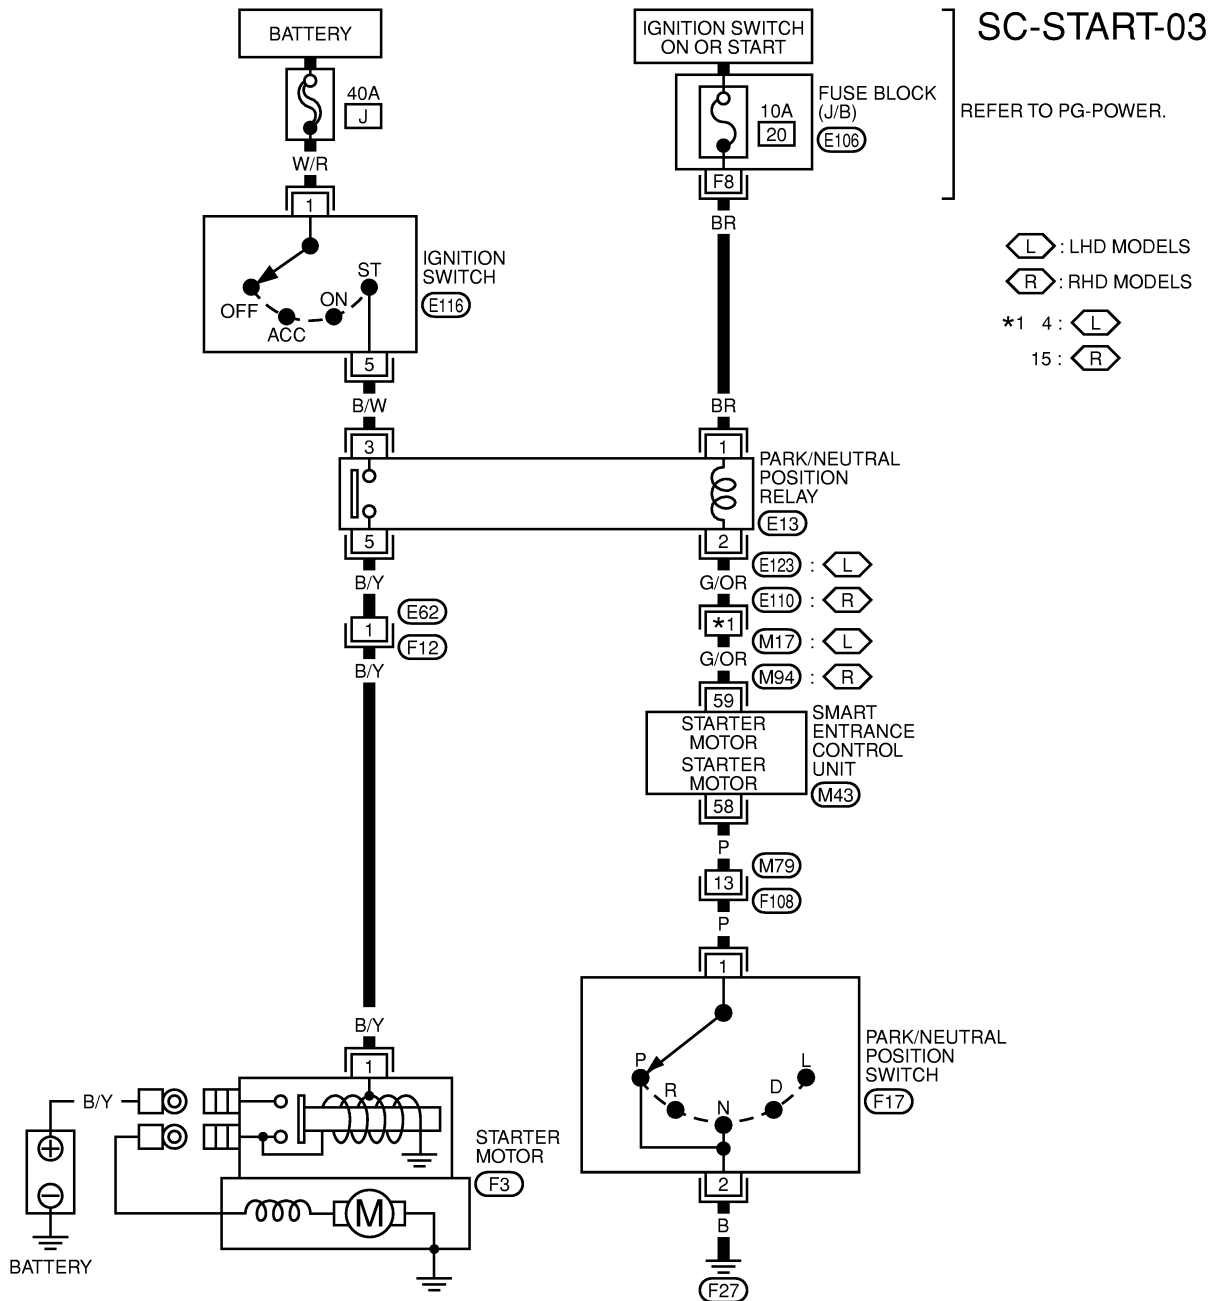 SC-START-03
BATTERY
IGNITION SWITCH
ON OR START
40A
J
10A
20
FUSE BLOCK
(J/B)
E106
REFER TO PG-POWER.
W/R
F8
1
BR
L : LHD MODELS
R : RHD MODELS
*1 4 : L
15 : R
IGNITION
SWITCH
E116
OFF
ACC
ON
ST
5
B/W
BR
3
1
PARK/NEUTRAL
POSITION
RELAY
E13
5
2
B/Y
G/OR
E123 : L
E110 : R
1
E62
F12
*1
M17 : L
M94 : R
B/Y
G/OR
59
STARTER
MOTOR
STARTER
MOTOR
SMART
ENTRANCE
CONTROL
UNIT
M43
58
P
M79
13
F108
P
1
B/Y
1
P
R
N
D
L
PARK/NEUTRAL
POSITION
SWITCH
F17
B/Y
STARTER
MOTOR
F3
M
2
B
F27
BATTERY